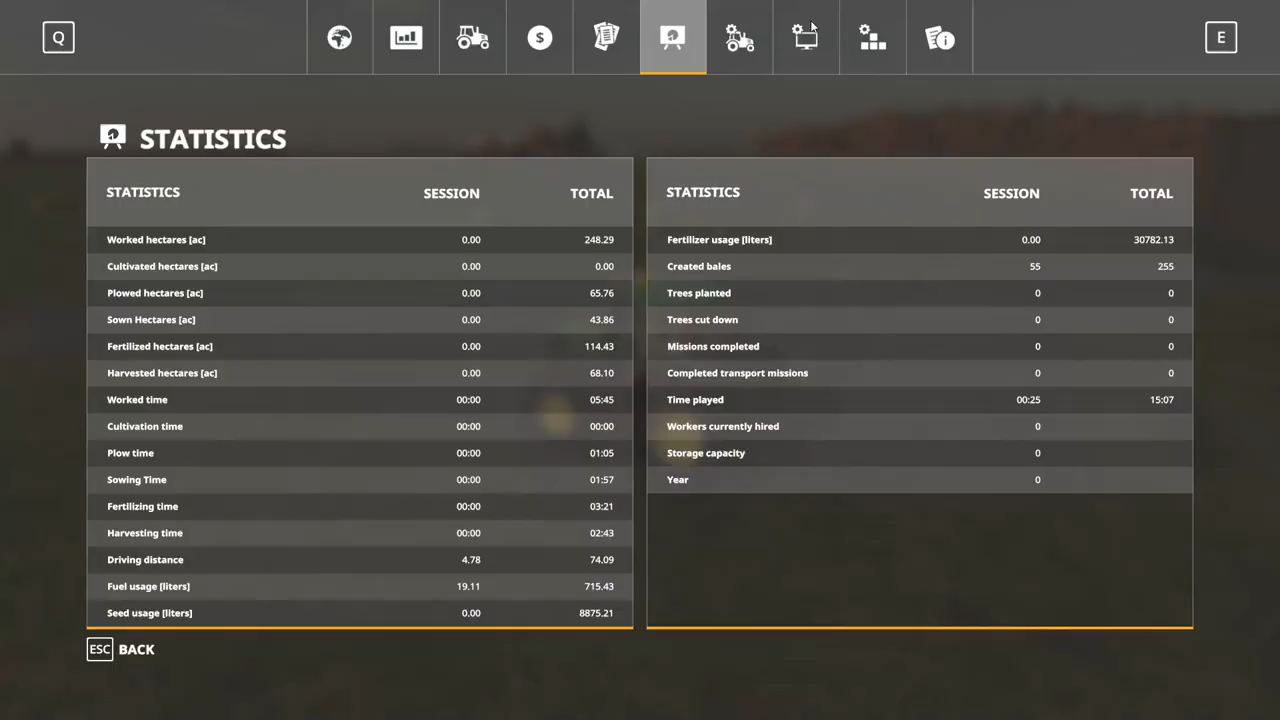 Q
$
E
STATISTICS
STATISTICS SESSION TOTAL
Worked hectares [ac] 0.00 248.29
Cultivated hectares [ac] 0.00 0.00
Plowed hectares [ac] 0.00 65.76
Sown Hectares [ac] 0.00 43.86
Fertilized hectares [ac] 0.00 114.43
Harvested hectares [ac] 0.00 68.10
Worked time 00:00 05:45
Cultivation time 00:00 00:00
Plow time 00:00 01:05
Sowing Time 00:00 01:57
Fertilizing time 00:00 03:21
Harvesting time 00:00 02:43
Driving distance 4.78 74.09
Fuel usage [liters] 19.11 715.43
Seed usage [liters] 0.00 8875.21
STATISTICS SESSION TOTAL
Fertilizer usage [liters] 0.00 30782.13
Created bales 55 255
Trees planted 0 0
Trees cut down 0 0
Missions completed 0 0
Completed transport missions 0 0
Time played 00:25 15:07
Workers currently hired 0
Storage capacity 0
Year 0
ESC BACK